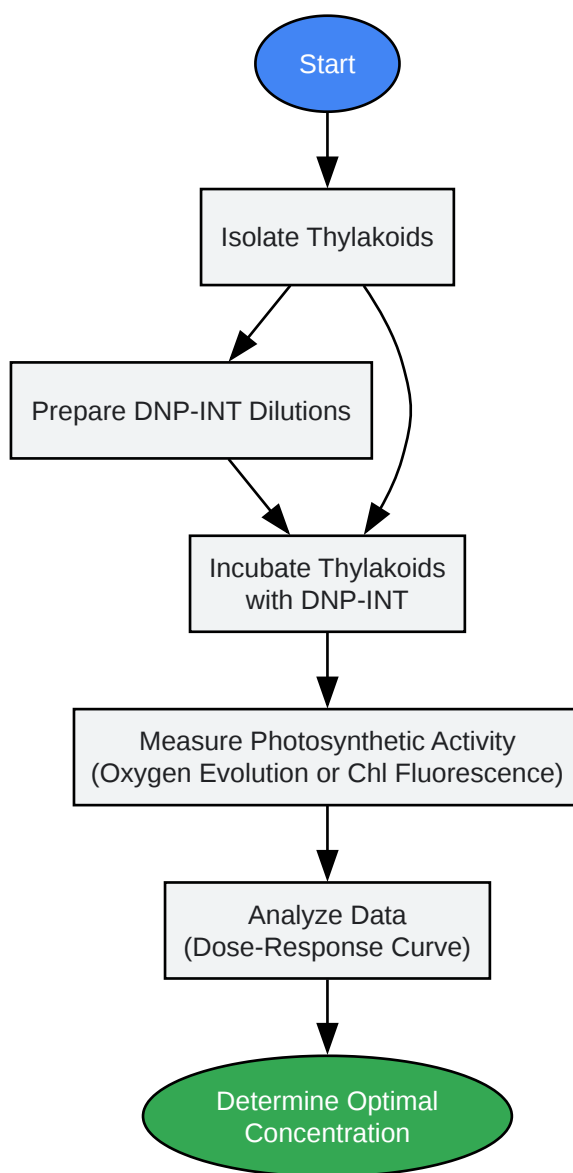 Start
Isolate Thylakoids
Prepare DNP-INT Dilutions
Incubate Thylakoids
with DNP-INT
Measure Photosynthetic Activity
(Oxygen Evolution or Chl Fluorescence)
Analyze Data
(Dose-Response Curve)
Determine Optimal
Concentration